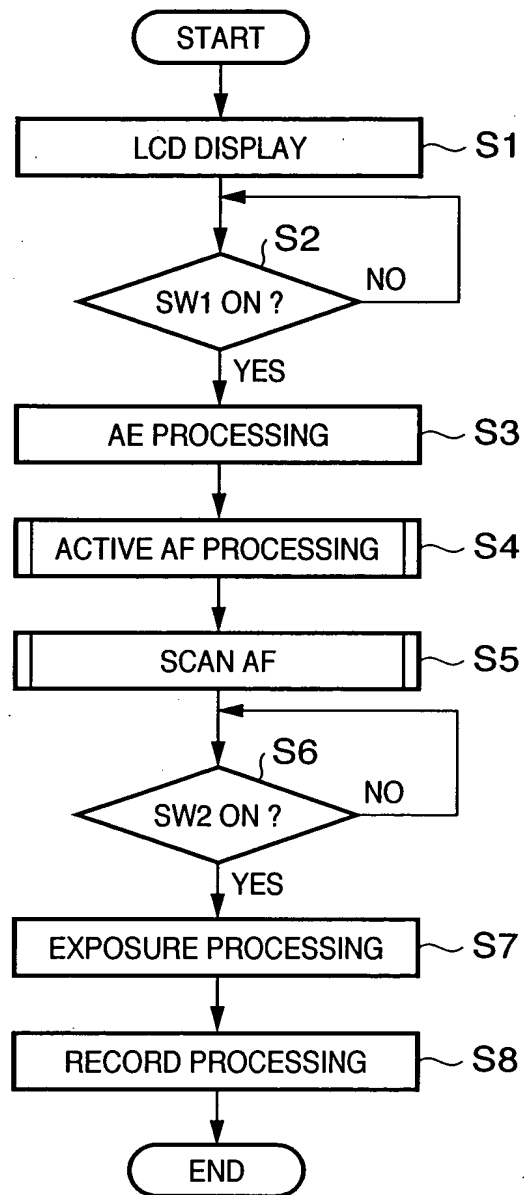 START
LCD DISPLAY
S1
S2
SW1 ON ?
NO
YES
AE PROCESSING
S3
ACTIVE AF PROCESSING
S4
SCAN AF
S5
S6
SW2 ON ?
NO
YES
EXPOSURE PROCESSING
S7
RECORD PROCESSING
S8
END